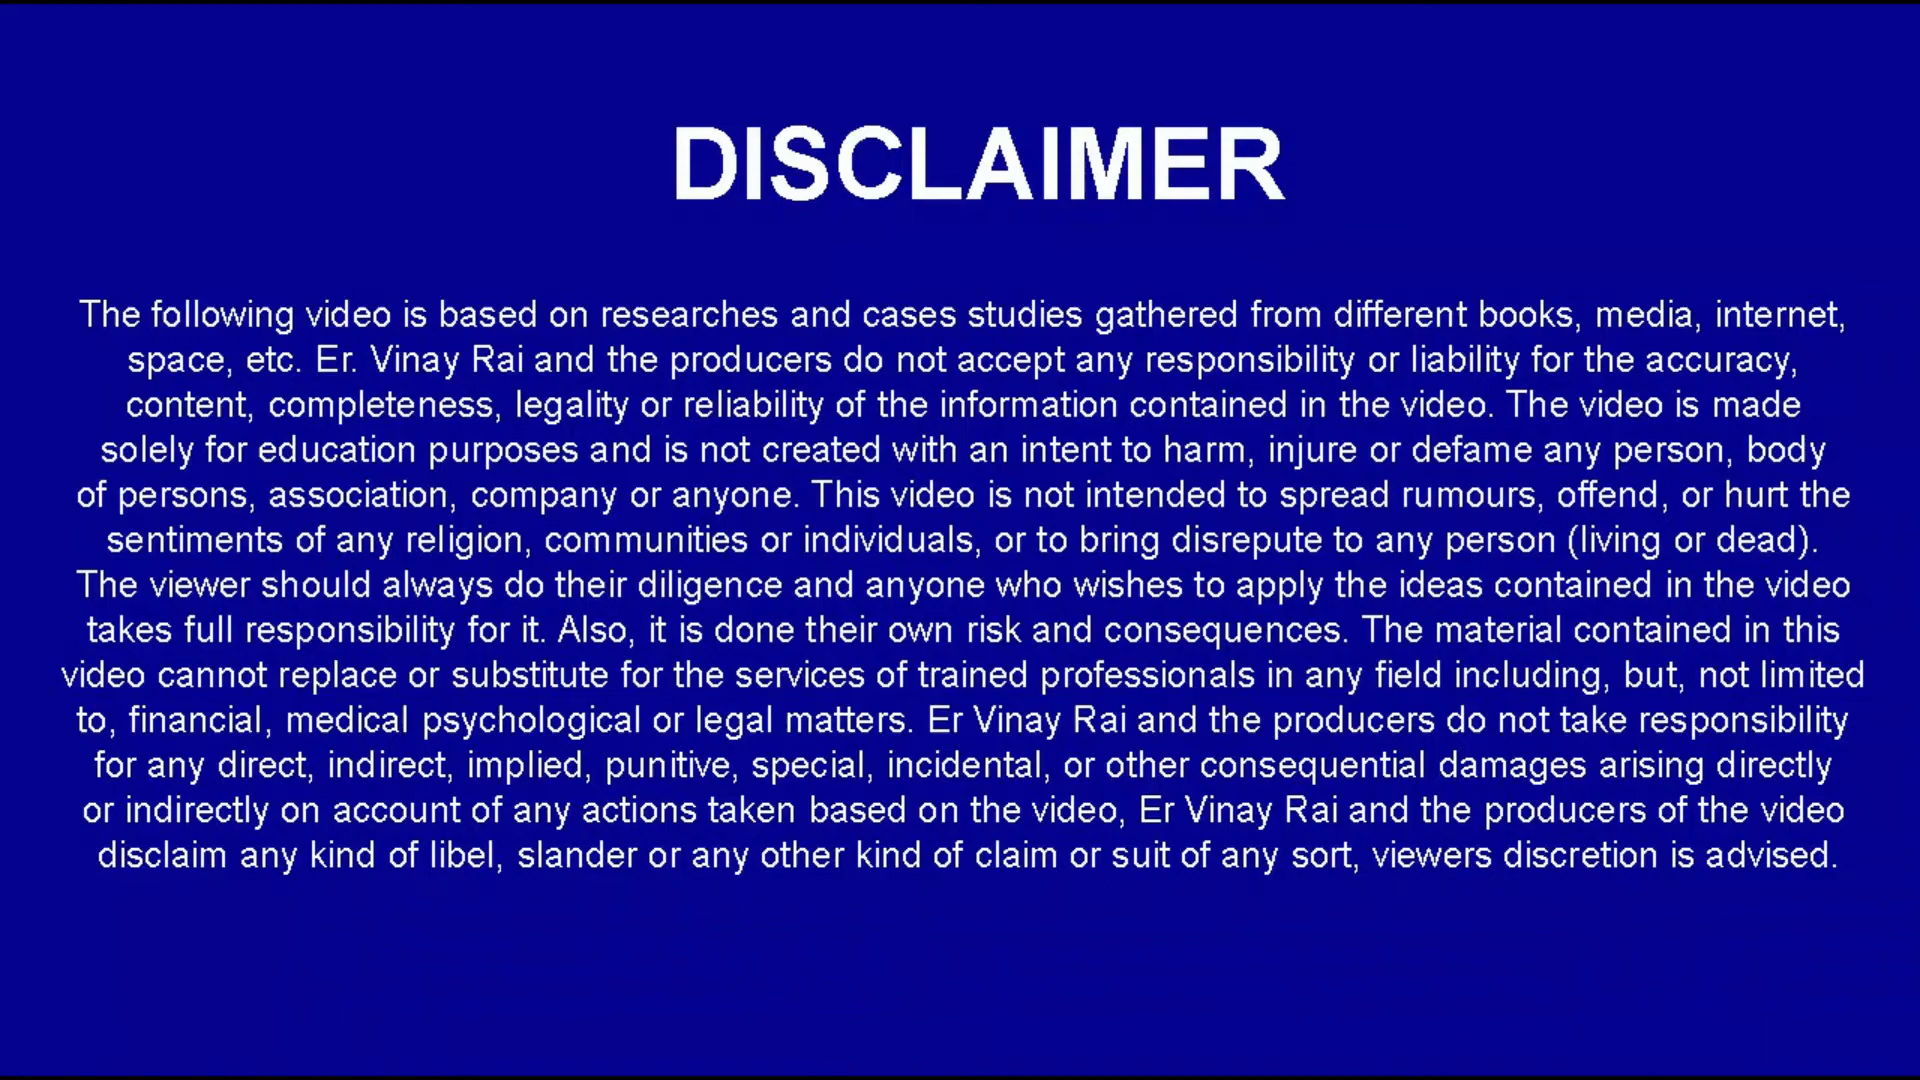 DISCLAIMER
The following video is based on researches and cases studies gathered from different books, media, internet,
space, etc. Er. Vinay Rai and the producers do not accept any responsibility or liability for the accuracy,
content, completeness, legality or reliability of the information contained in the video. The video is made
solely for education purposes and is not created with an intent to harm, injure or defame any person, body
of persons, association, company or anyone. This video is not intended to spread rumours, offend, or hurt the
sentiments of any religion, communities or individuals, or to bring disrepute to any person (living or dead).
The viewer should always do their diligence and anyone who wishes to apply the ideas contained in the video
takes full responsibility for it. Also, it is done their own risk and consequences. The material contained in this
video cannot replace or substitute for the services of trained professionals in any field including, but, not limited
to, financial, medical psychological or legal matters. Er Vinay Rai and the producers do not take responsibility
for any direct, indirect, implied, punitive, special, incidental, or other consequential damages arising directly
or indirectly on account of any actions taken based on the video, Er Vinay Rai and the producers of the video
disclaim any kind of libel, slander or any other kind of claim or suit of any sort, viewers discretion is advised.